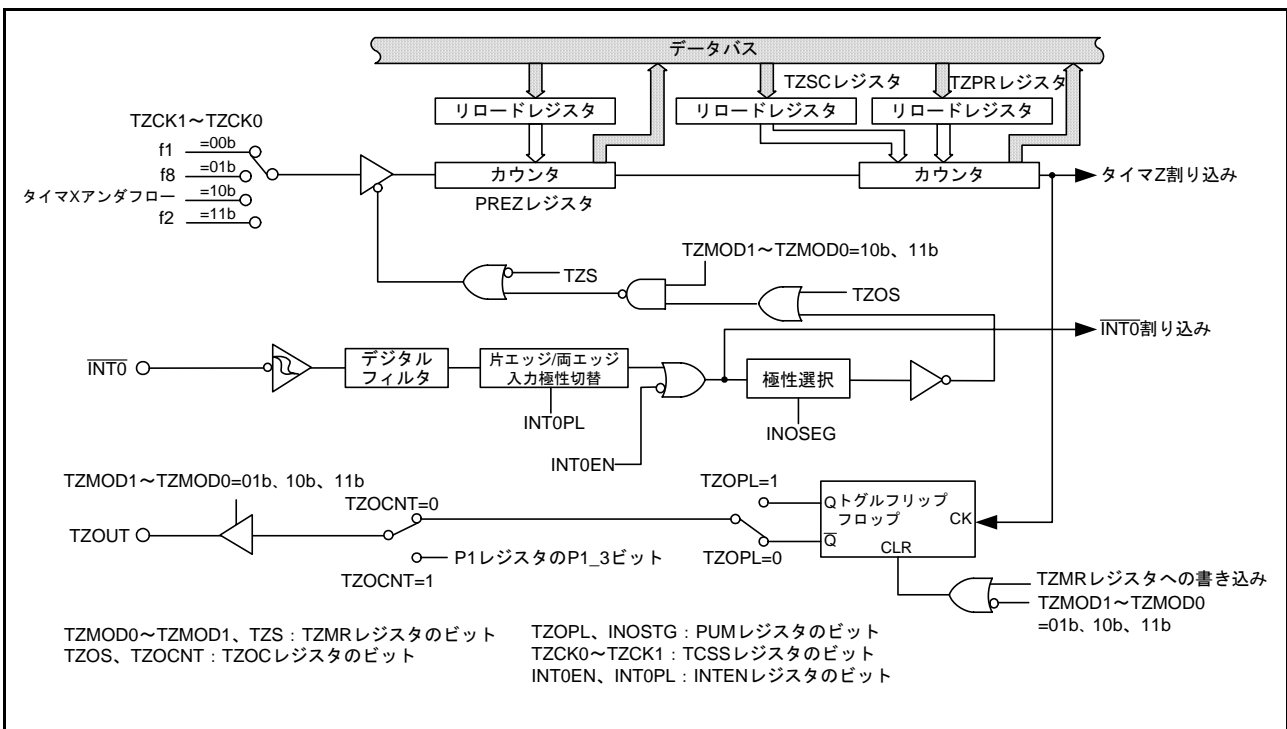 データバス
TZSCレジスタ
TZPRレジスタ
リロードレジスタ
リロードレジスタ
リロードレジスタ
TZCK1～TZCK0
f1
=00b
f8
=01b
タイマXアンダフロー
=10b
f2
=11b
カウンタ
PREZレジスタ
カウンタ
タイマZ割り込み
TZMOD1～TZMOD0=10b、11b
TZS
TZOS
INT0
デジタル
フィルタ
片エッジ/両エッジ
入力極性切替
INT0PL
INT0EN
極性選択
INOSEG
INT0割り込み
TZMOD1～TZMOD0=01b、10b、11b
TZOUT
TZOCNT=0
P1レジスタのP1_3ビット
TZOCNT=1
TZOPL=1
TZOPL=0
Q
トグルフリップ
フロップ
CK
Q
CLR
TZMRレジスタへの書き込み
TZMOD1～TZMOD0
=01b、10b、11b
TZMOD0～TZMOD1、TZS：TZMRレジスタのビット
TZOS、TZOCNT：TZOCレジスタのビット
TZOPL、INOSTG：PUMレジスタのビット
TZCK0～TZCK1：TCSSレジスタのビット
INT0EN、INT0PL：INTENレジスタのビット